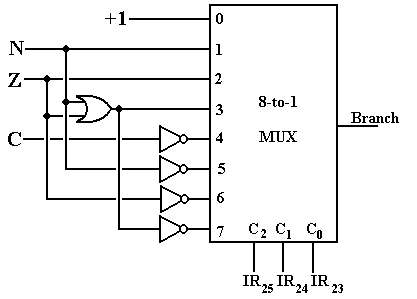 +1
0
N
1
Z
2
3
8-to-1
MUX
Branch
C
4
5
6
7
C2 C1 C0
IR25 IR24 IR23